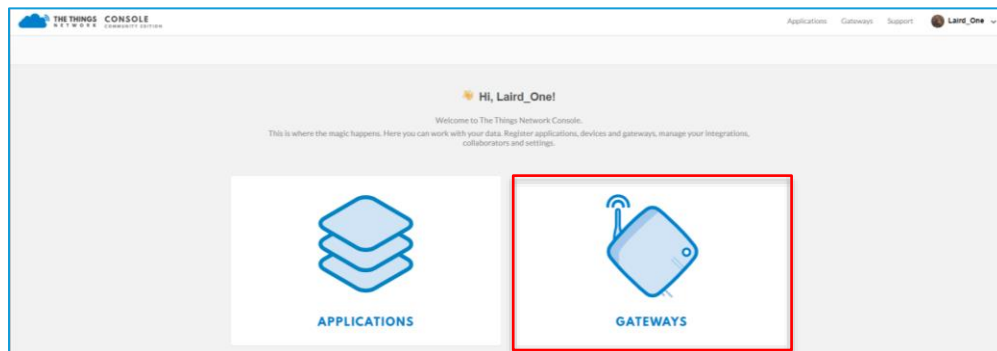 THE THINGS NETWORK CONSOLE COMMUNITY EDITION
Applications Gateways Support Laird_One
Hi, Laird_One!
Welcome to The Things Network Console.
This is where the magic happens. Here you can work with your data. Register applications, devices and gateways, manage your integrations,
collaborators and settings.
APPLICATIONS
GATEWAYS